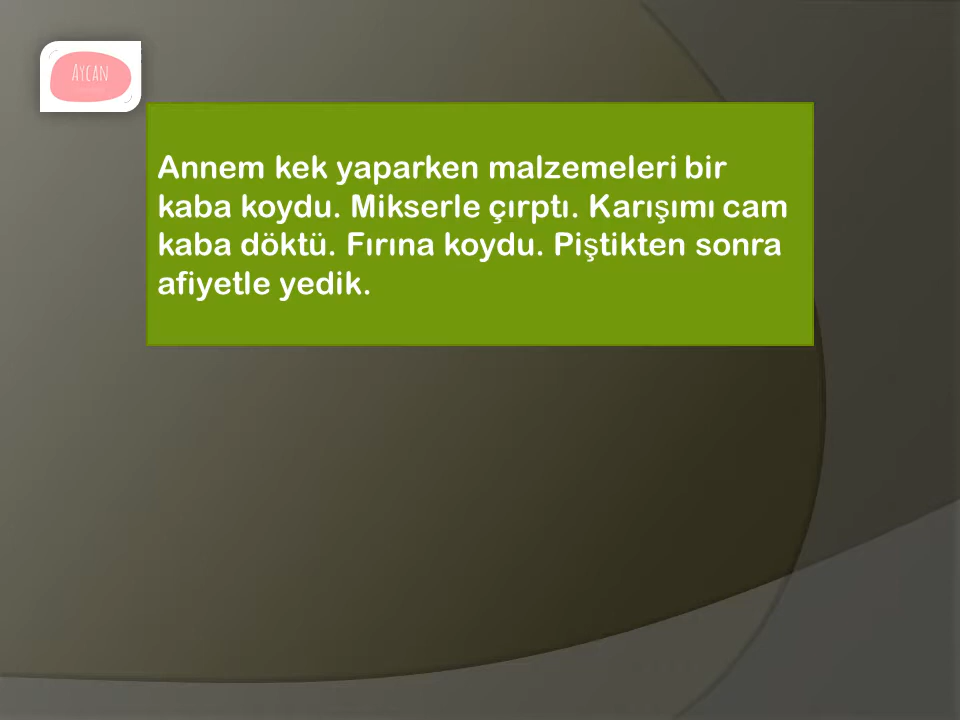 AYCAN
Annem kek yaparken malzemeleri bir
kaba koydu. Mikserle çırptı. Karışımı cam
kaba döktü. Fırına koydu. Piştikten sonra
afiyetle yedik.